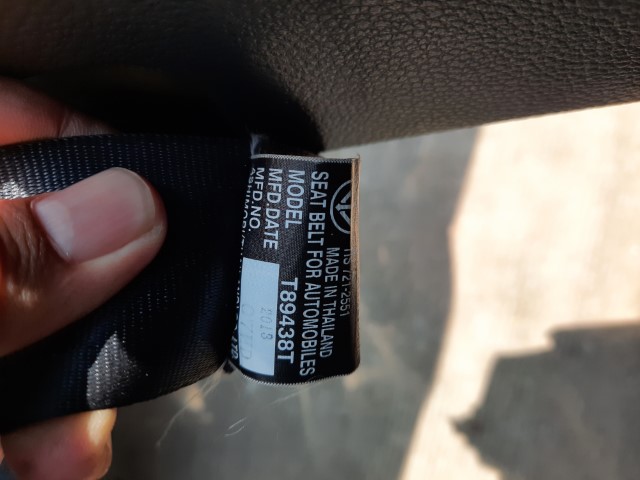 TIS 721-2551
MADE IN THAILAND
SEAT BELT FOR AUTOMOBILES
MODEL T89438T
MFD.DATE 2018
MFD.NO.